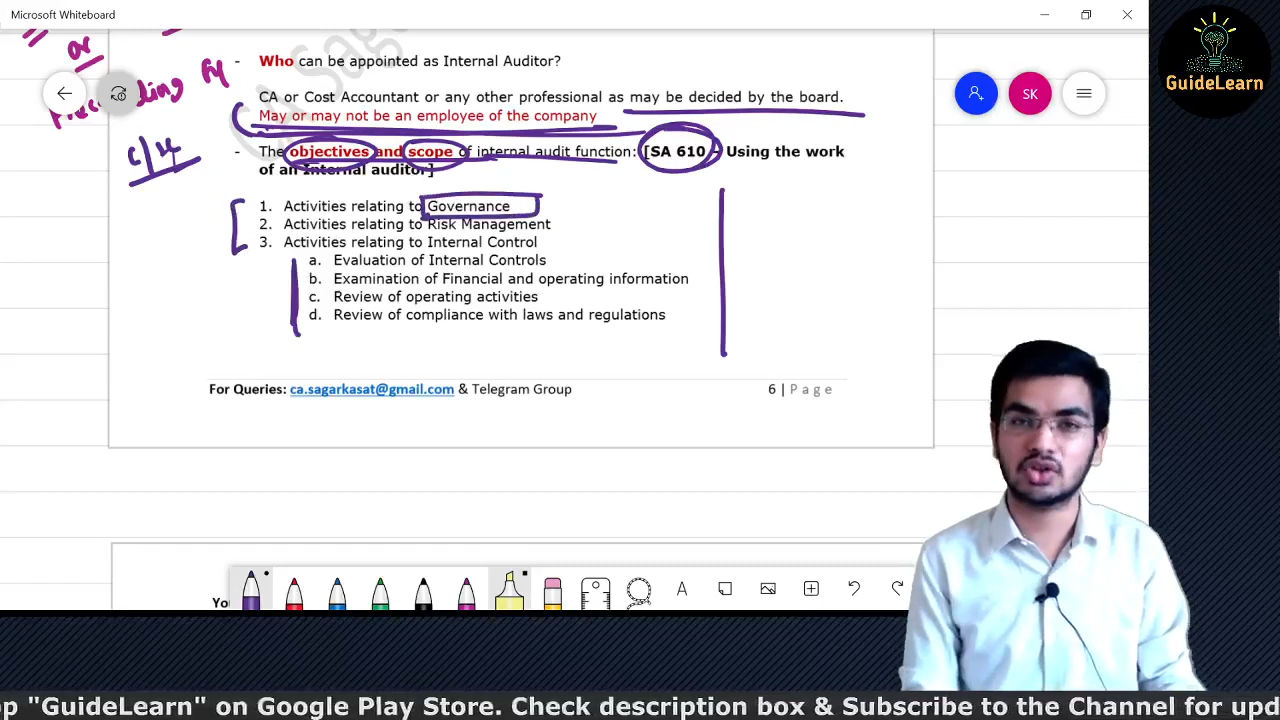 Microsoft Whiteboard
GuideLearn
or
- Who can be appointed as Internal Auditor?
CA or Cost Accountant or any other professional as may be decided by the board.
May or may not be an employee of the company
SK
- The objectives and scope of internal audit function: [SA 610 – Using the work
of an Internal auditor]
1. Activities relating to Governance
2. Activities relating to Risk Management
3. Activities relating to Internal Control
a. Evaluation of Internal Controls
b. Examination of Financial and operating information
c. Review of operating activities
d. Review of compliance with laws and regulations
For Queries: ca.sagarkasat@gmail.com & Telegram Group
6 | Page
Yo
A
"GuideLearn" on Google Play Store. Check description box & Subscribe to the Channel for